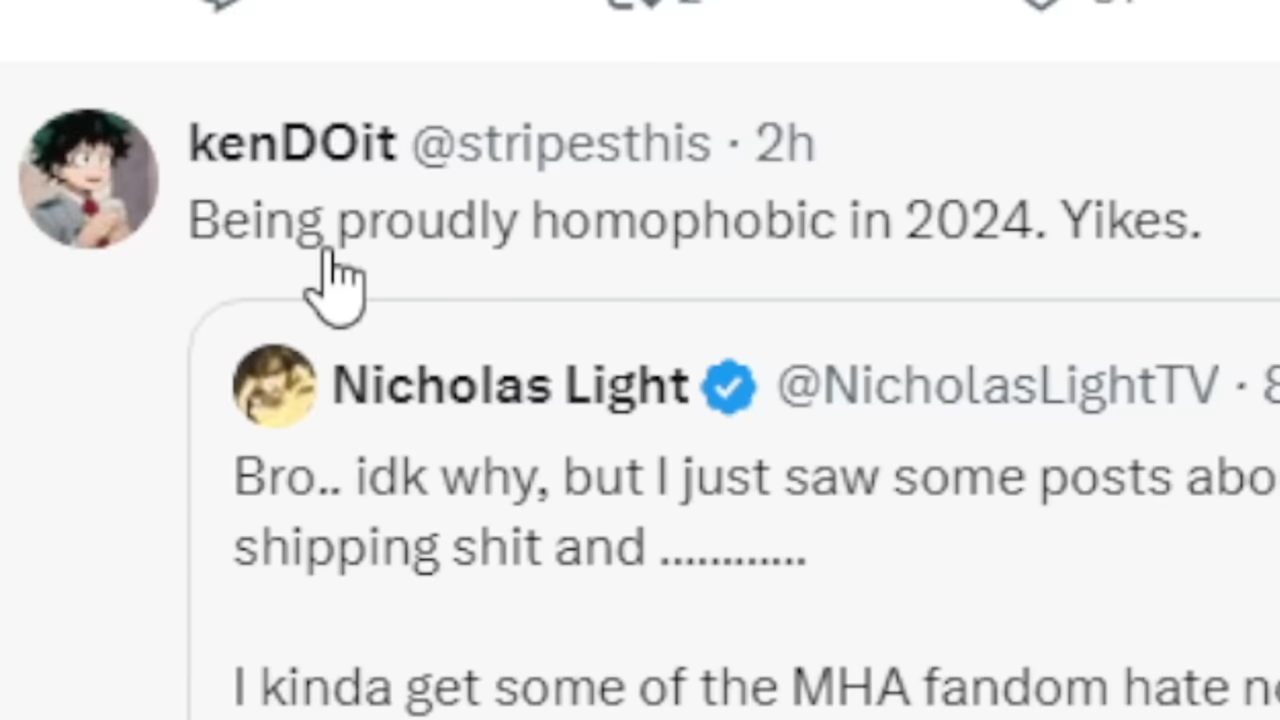 kenDOit @stripesthis · 2h
Being proudly homophobic in 2024. Yikes.
Nicholas Light @NicholasLightTV ·
Bro.. idk why, but I just saw some posts
shipping shit and ............
I kinda get some of the MHA fandom hate